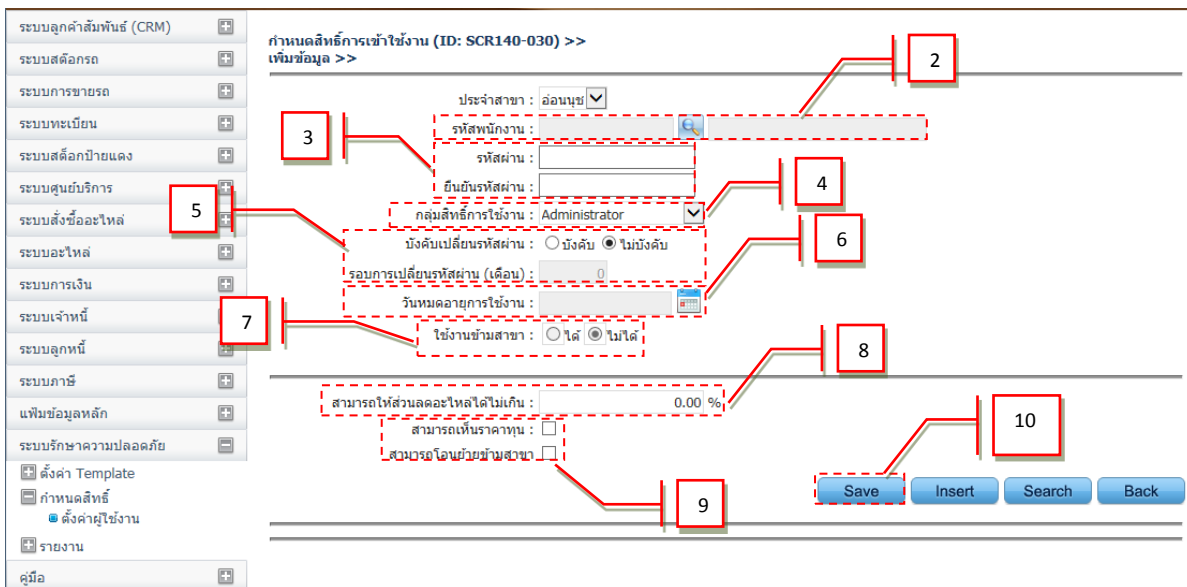 ระบบลูกค้าสัมพันธ์ (CRM)
ระบบสต๊อกรถ
ระบบการขายรถ
ระบบทะเบียน
ระบบสต็อกป้ายแดง
ระบบศูนย์บริการ
ระบบสั่งซื้ออะไหล่
ระบบอะไหล่
ระบบการเงิน
ระบบเจ้าหนี้
ระบบลูกหนี้
ระบบภาษี
แฟ้มข้อมูลหลัก
ระบบรักษาความปลอดภัย
ตั้งค่า Template
กำหนดสิทธิ์
ตั้งค่าผู้ใช้งาน
รายงาน
คู่มือ
กำหนดสิทธิ์การเข้าใช้งาน (ID: SCR140-030) >>
เพิ่มข้อมูล >>
2
ประจำสาขา : อ่อนนุช
รหัสพนักงาน :
3
รหัสผ่าน :
ยืนยันรหัสผ่าน :
4
กลุ่มสิทธิ์การใช้งาน : Administrator
5
บังคับเปลี่ยนรหัสผ่าน : บังคับ ไม่บังคับ
6
รอบการเปลี่ยนรหัสผ่าน (เดือน) : 0
วันหมดอายุการใช้งาน :
7
ใช้งานข้ามสาขา : ได้ ไม่ได้
8
สามารถให้ส่วนลดอะไหล่ได้ไม่เกิน : 0.00 %
สามารถเห็นราคาทุน :
สามารถโอนย้ายข้ามสาขา
9
10
Save Insert Search Back